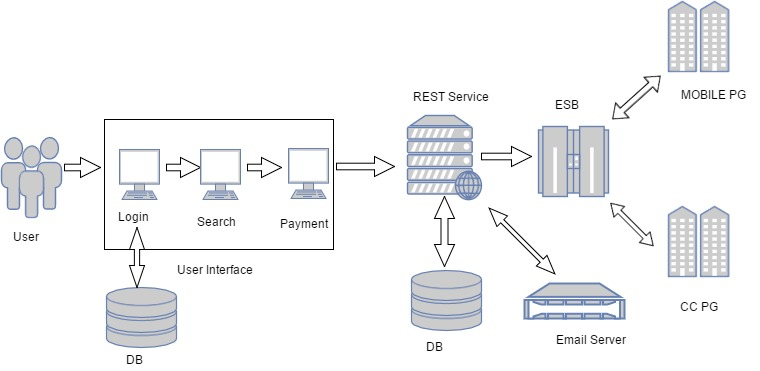 REST Service
ESB
MOBILE PG
User
Login
Search
Payment
User Interface
CC PG
DB
DB
Email Server